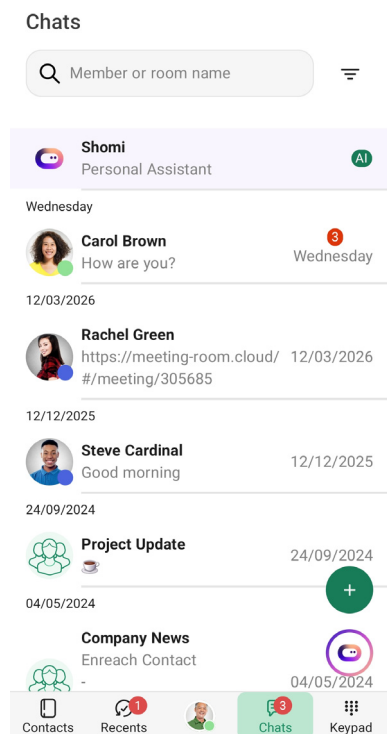 Chats
Member or room name
Shomi
Personal Assistant
AI
Wednesday
Carol Brown
3
How are you?
Wednesday
12/03/2026
Rachel Green
https://meeting-room.cloud/
#/meeting/305685
12/03/2026
12/12/2025
Steve Cardinal
Good morning
12/12/2025
24/09/2024
Project Update
24/09/2024
+
04/05/2024
Company News
Enreach Contact
-
04/05/2024
1
3
Contacts
Recents
Chats
Keypad